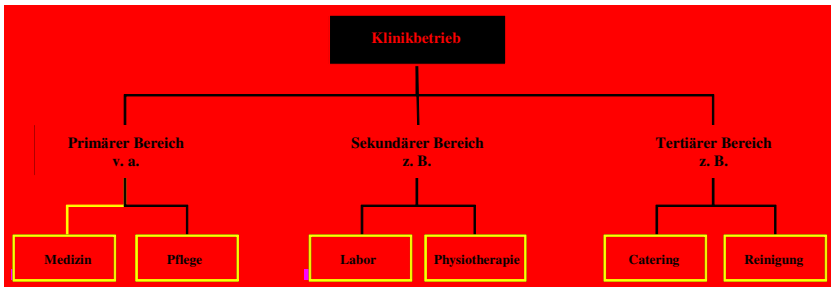 Klinikbetrieb
Primärer Bereich
v. a.
Sekundärer Bereich
z. B.
Tertiärer Bereich
z. B.
Medizin
Pflege
Labor
Physiotherapie
Catering
Reinigung